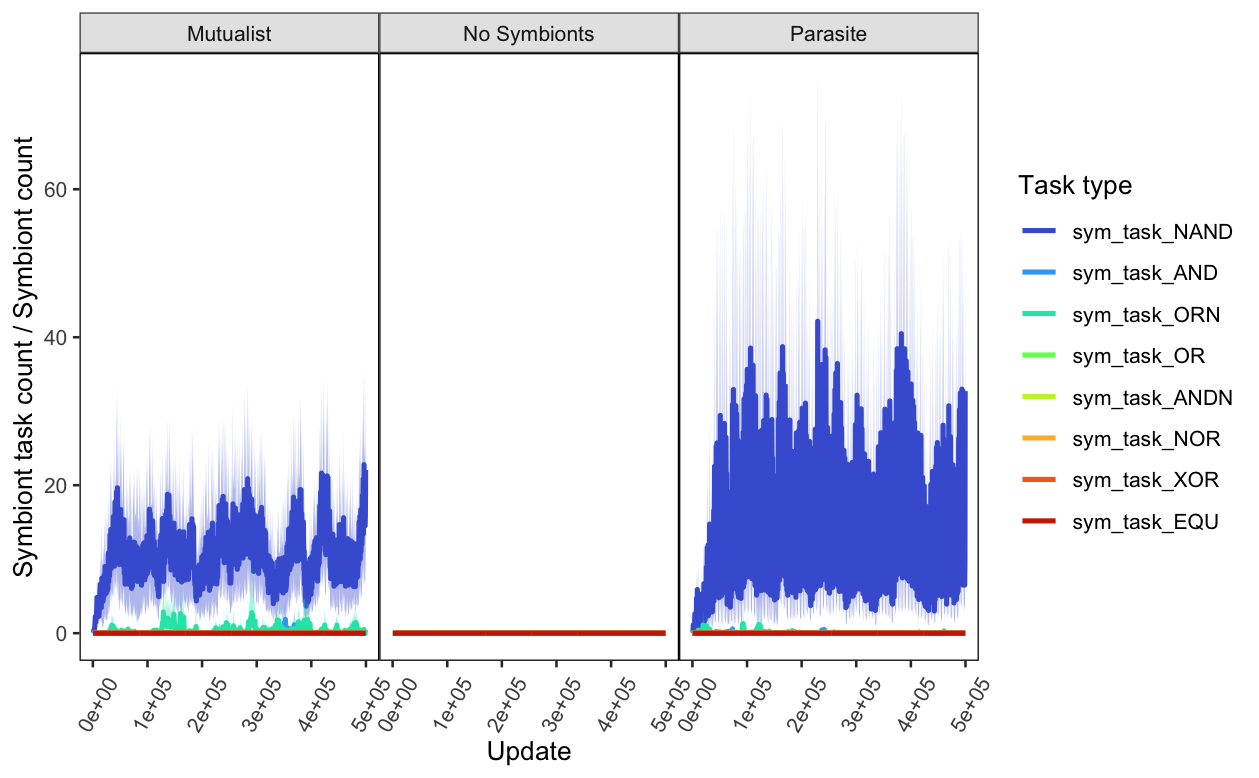 Mutualist
No Symbionts
Parasite
Symbiont task count / Symbiont count
60
40
20
0
0e+00
1e+05
2e+05
3e+05
4e+05
5e+05
0e+00
1e+05
2e+05
3e+05
4e+05
5e+05
0e+00
1e+05
2e+05
3e+05
4e+05
5e+05
Update
Task type
sym_task_NAND
sym_task_AND
sym_task_ORN
sym_task_OR
sym_task_ANDN
sym_task_NOR
sym_task_XOR
sym_task_EQU